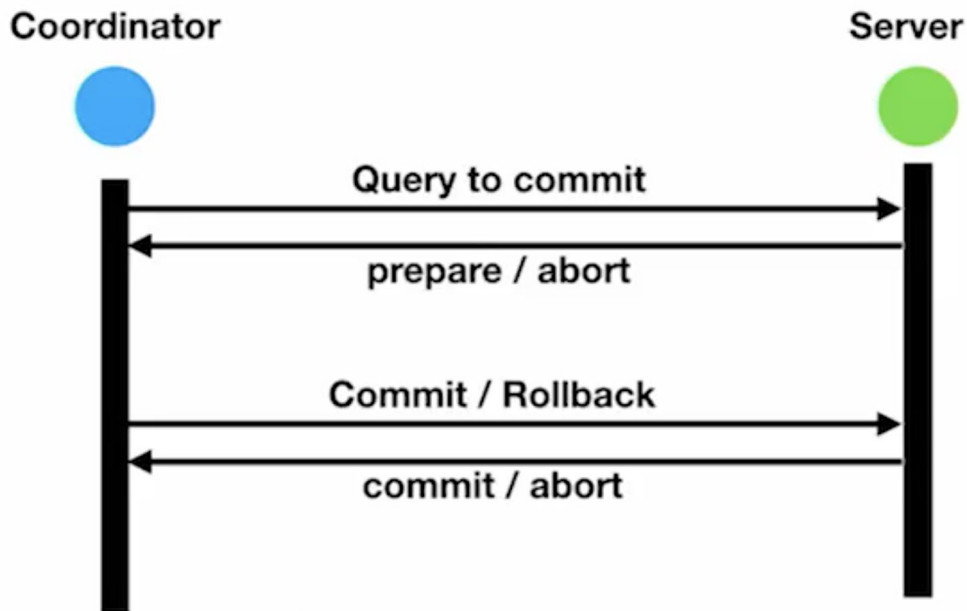 Coordinator
Server
Query to commit
prepare / abort
Commit / Rollback
commit / abort